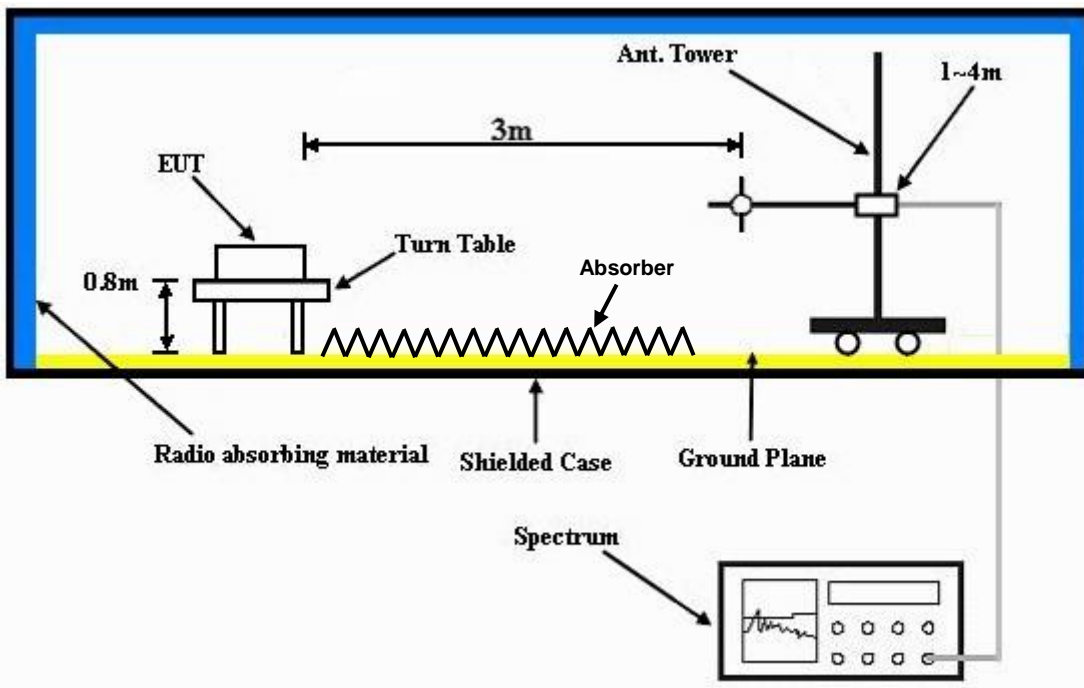 Ant. Tower
1~4m
3m
EUT
Turn Table
0.8m
Absorber
Radio absorbing material
Shielded Case
Ground Plane
Spectrum